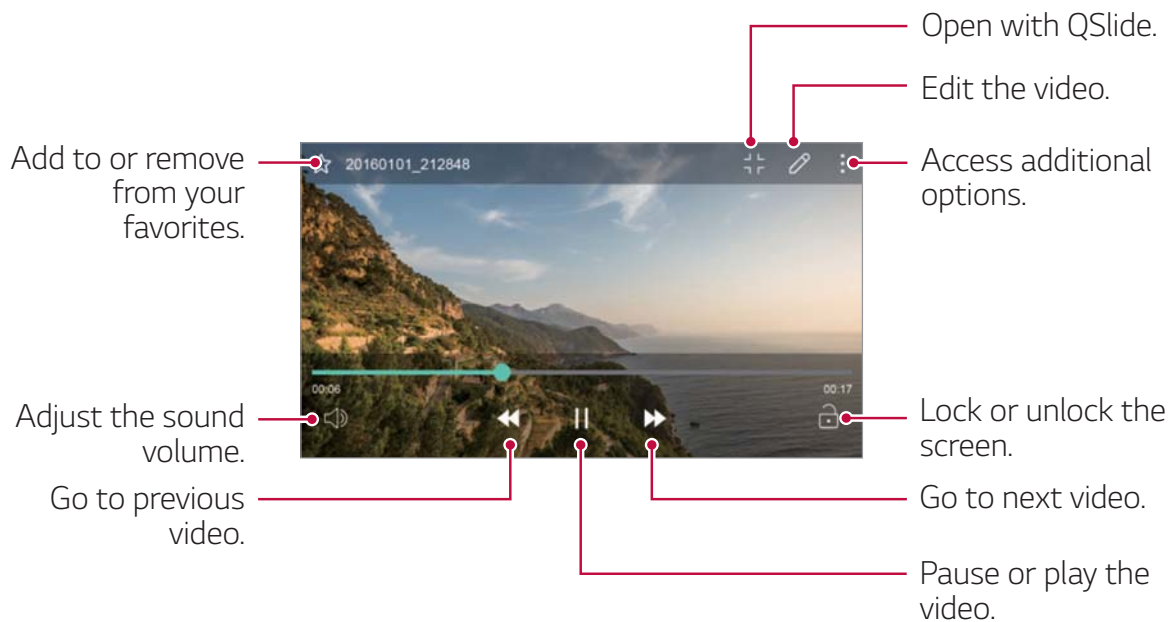 Open with QSlide.
Edit the video.
Add to or remove
from your
favorites.
20160101_212848
Access additional
options.
00:06
00:17
Adjust the sound
volume.
Lock or unlock the
screen.
Go to previous
video.
Go to next video.
Pause or play the
video.